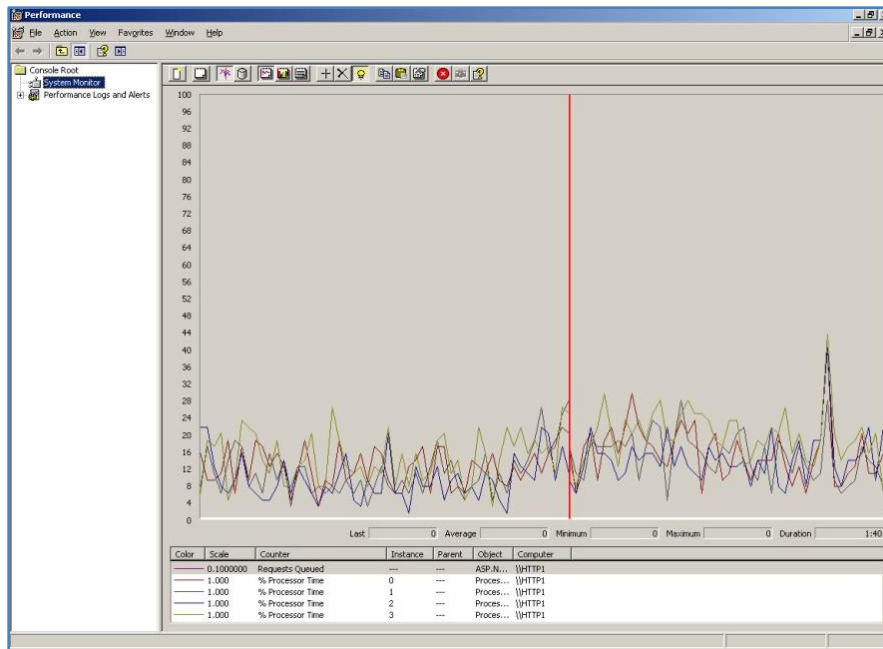 Performance
File Action View Favorites Window Help
Console Root
System Monitor
Performance Logs and Alerts
100
96
92
88
84
80
76
72
68
64
60
56
52
48
44
40
36
32
28
24
20
16
12
8
4
0
Last 0 Average 0 Minimum 0 Maximum 0 Duration 1:40
Color Scale Counter Instance Parent Object Computer
0.1000000 Requests Queued --- --- ASP.N... \\HTTP1
1.000 % Processor Time 0 --- Proces... \\HTTP1
1.000 % Processor Time 1 --- Proces... \\HTTP1
1.000 % Processor Time 2 --- Proces... \\HTTP1
1.000 % Processor Time 3 --- Proces... \\HTTP1